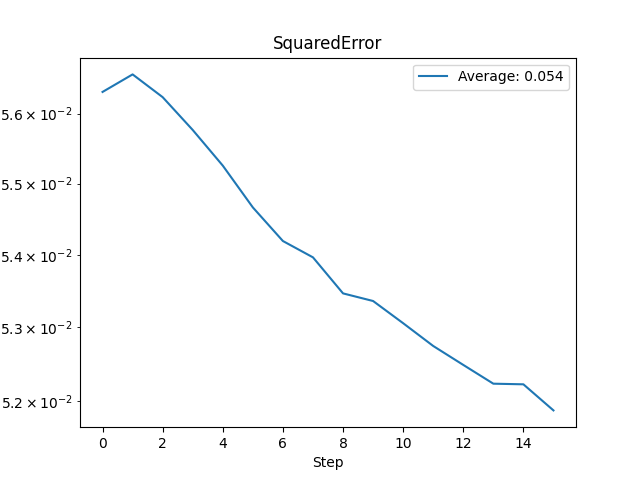 SquaredError
Average: 0.054
5.6 × 10⁻²
5.5 × 10⁻²
5.4 × 10⁻²
5.3 × 10⁻²
5.2 × 10⁻²
0 2 4 6 8 10 12 14
Step